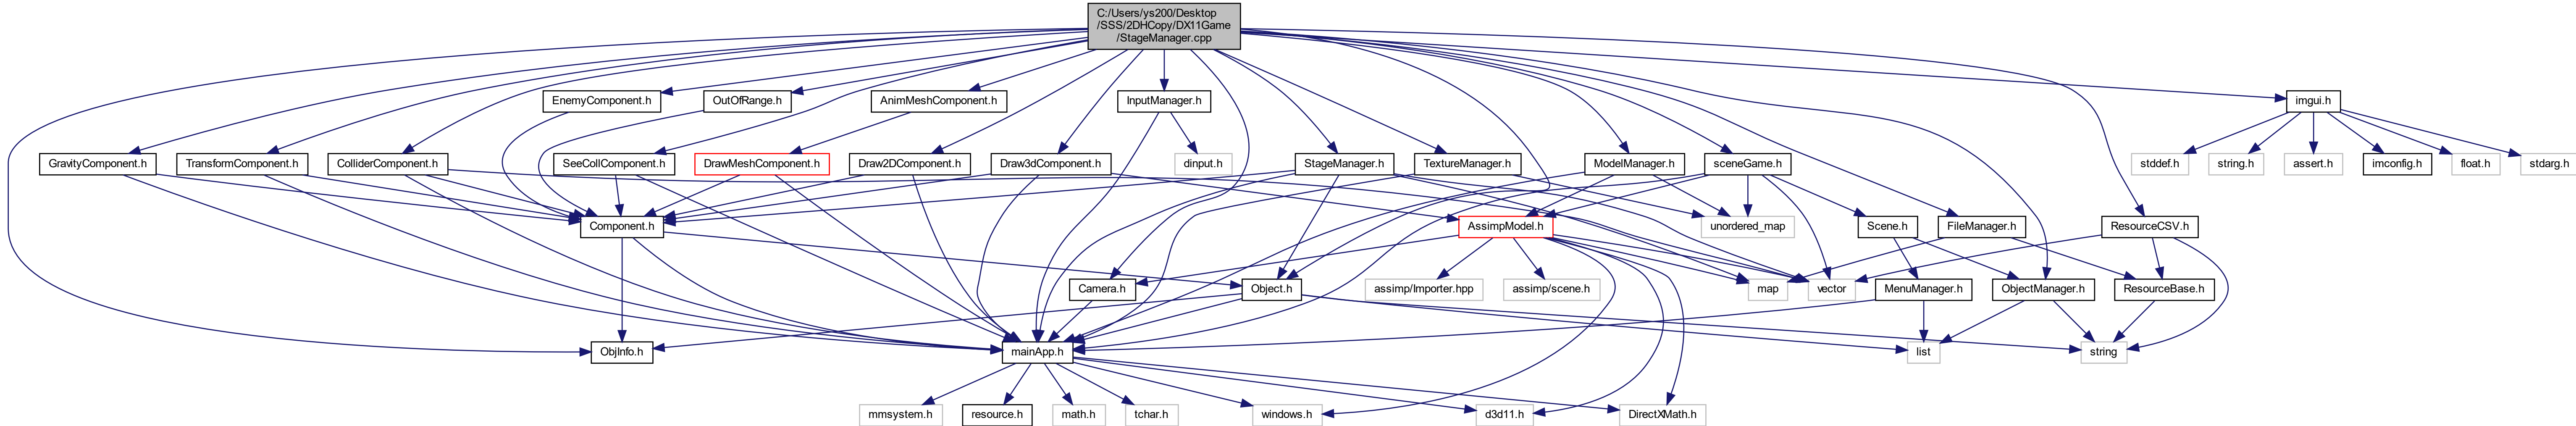 C:/Users/ys200/Desktop
/SSS/2DHCopy/DX11Game
/StageManager.cpp
EnemyComponent.h
OutOfRange.h
AnimMeshComponent.h
InputManager.h
imgui.h
GravityComponent.h
TransformComponent.h
ColliderComponent.h
SeeCollComponent.h
DrawMeshComponent.h
Draw2DComponent.h
Draw3dComponent.h
dinput.h
StageManager.h
TextureManager.h
ModelManager.h
sceneGame.h
stddef.h
string.h
assert.h
imconfig.h
float.h
stdarg.h
Component.h
AssimpModel.h
unordered_map
Scene.h
FileManager.h
ResourceCSV.h
Camera.h
Object.h
assimp/Importer.hpp
assimp/scene.h
map
vector
MenuManager.h
ObjectManager.h
ResourceBase.h
ObjInfo.h
mainApp.h
list
string
mmsystem.h
resource.h
math.h
tchar.h
windows.h
d3d11.h
DirectXMath.h